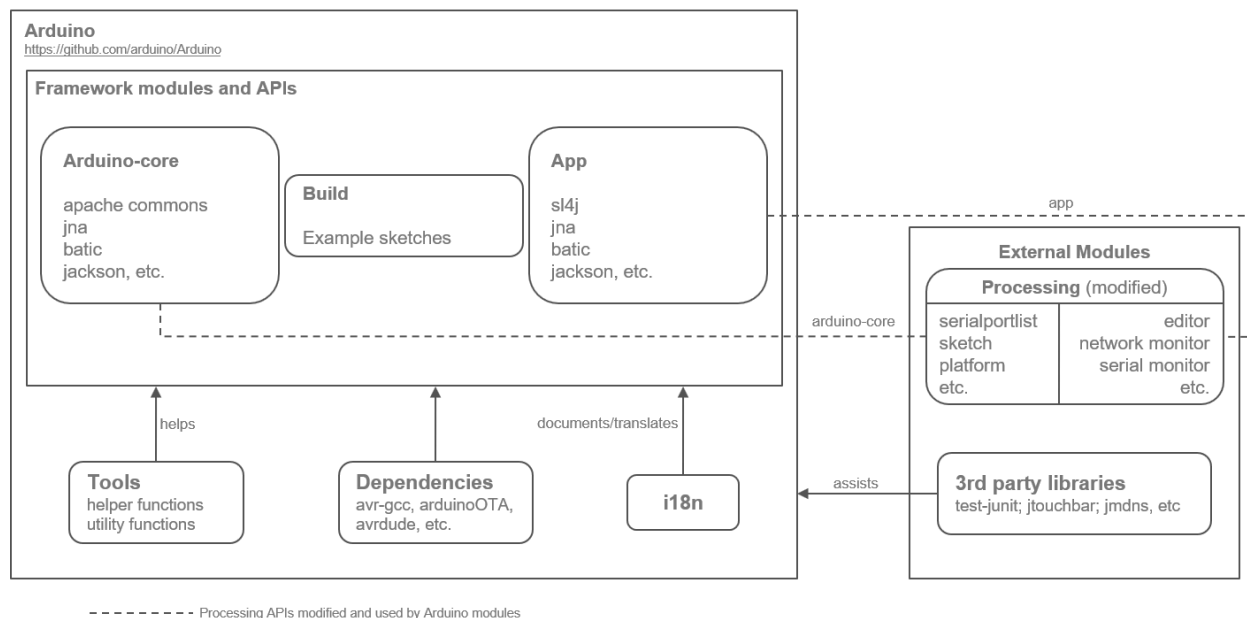 Arduino
https://github.com/arduino/Arduino
Framework modules and APIs
Arduino-core
apache commons
jna
batic
jackson, etc.
Build
Example sketches
App
sl4j
jna
batic
jackson, etc.
app
arduino-core
External Modules
Processing (modified)
serialportlist
sketch
platform
etc.
editor
network monitor
serial monitor
etc.
helps
documents/translates
Tools
helper functions
utility functions
Dependencies
avr-gcc, arduinoOTA,
avrdude, etc.
i18n
assists
3rd party libraries
test-junit; jtouchbar; jmdns, etc
Processing APIs modified and used by Arduino modules